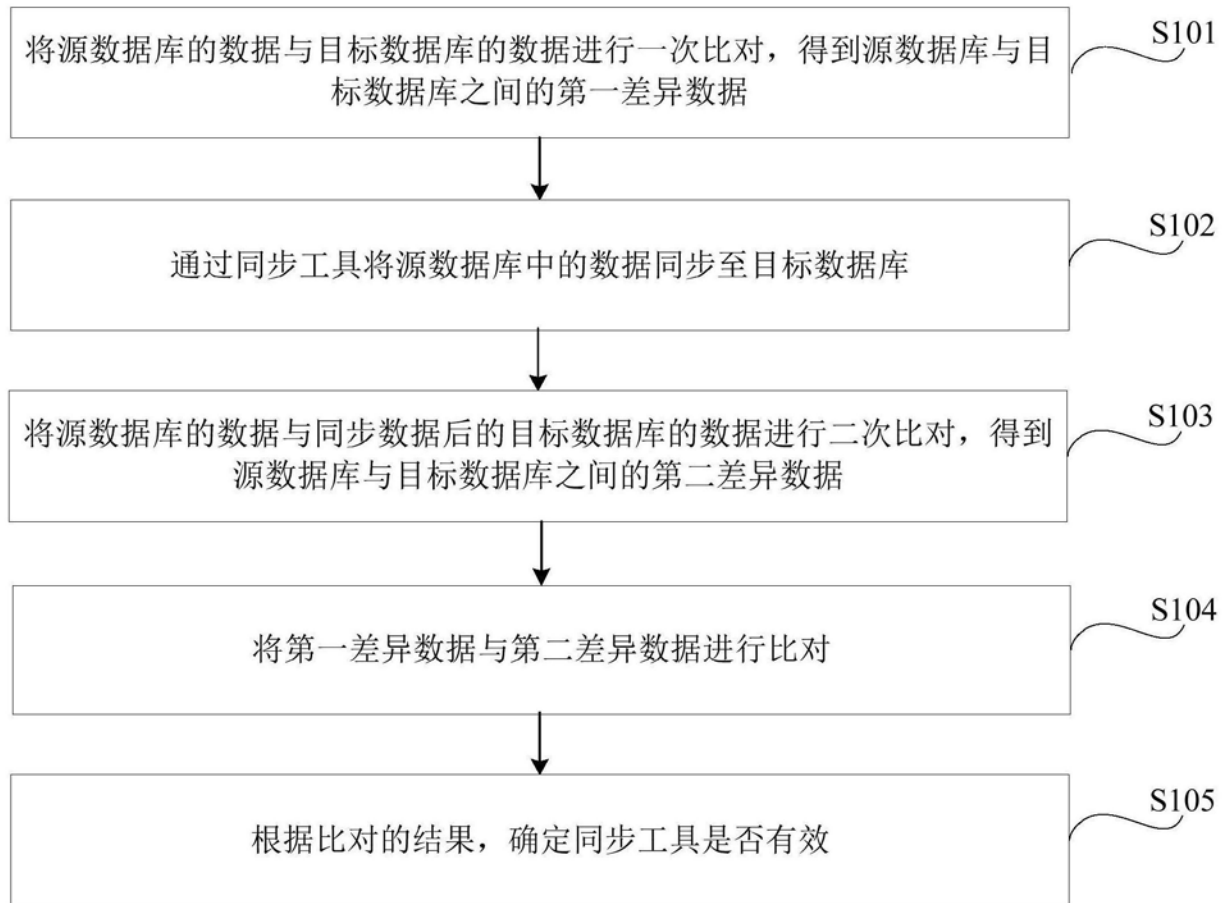 将源数据库的数据与目标数据库的数据进行一次比对，得到源数据库与目
标数据库之间的第一差异数据
S101
通过同步工具将源数据库中的数据同步至目标数据库
S102
将源数据库的数据与同步数据后的目标数据库的数据进行二次比对，得到
源数据库与目标数据库之间的第二差异数据
S103
将第一差异数据与第二差异数据进行比对
S104
根据比对的结果，确定同步工具是否有效
S105